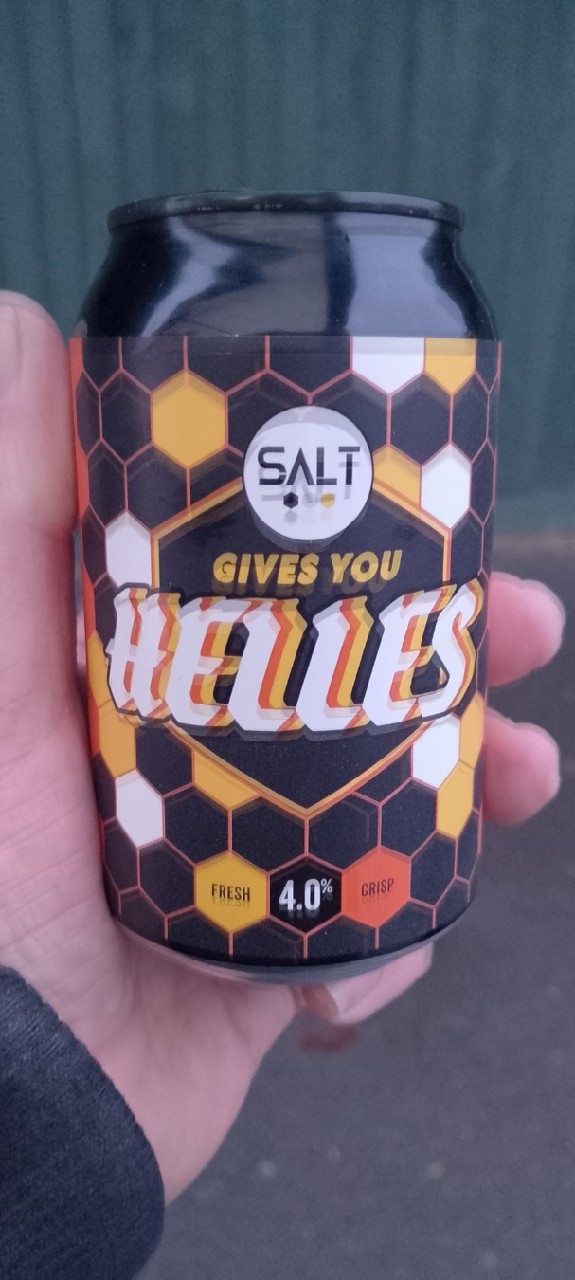 SALT
GIVES YOU
HELLES
FRESH 4.0% CRISP